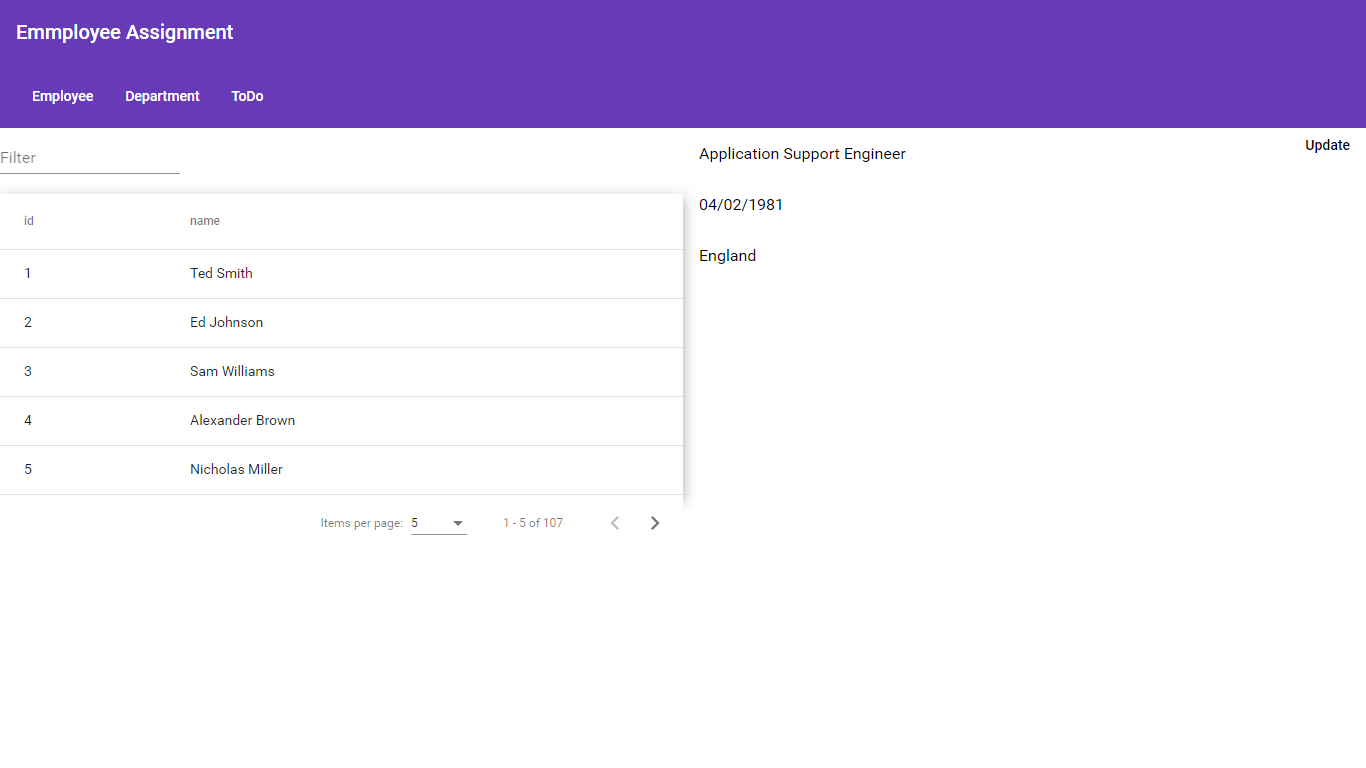 Emmployee Assignment
Employee Department ToDo
Filter
id name
1 Ted Smith
2 Ed Johnson
3 Sam Williams
4 Alexander Brown
5 Nicholas Miller
Items per page: 5 1 - 5 of 107
Update
Application Support Engineer
04/02/1981
England